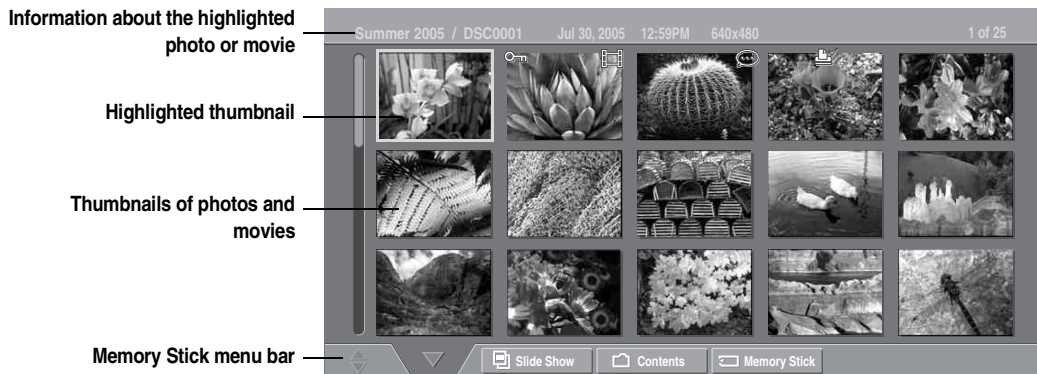 Information about the highlighted
photo or movie
Summer 2005 / DSC0001 Jul 30, 2005 12:59PM 640x480 1 of 25
Highlighted thumbnail
Thumbnails of photos and
movies
Memory Stick menu bar
Slide Show Contents Memory Stick